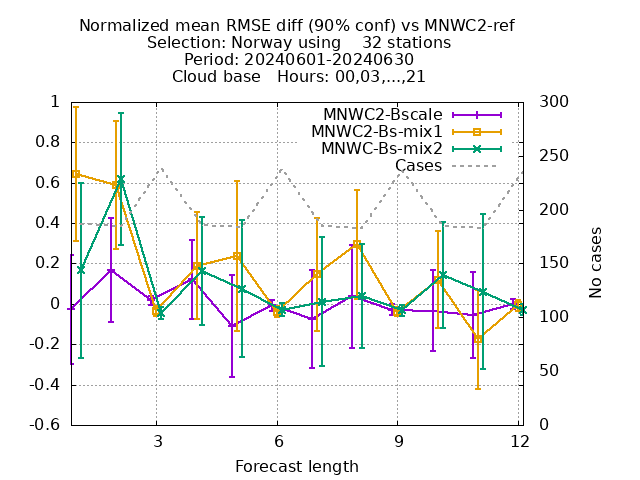 Normalized mean RMSE diff (90% conf) vs MNWC2-ref
Selection: Norway using    32 stations
Period: 20240601-20240630
Cloud base   Hours: 00,03,...,21
MNWC2-Bscale
MNWC2-Bs-mix1
MNWC-Bs-mix2
Cases
1
0.8
0.6
0.4
0.2
0
-0.2
-0.4
-0.6
300
250
200
150
100
50
0
No cases
3
6
9
12
Forecast length